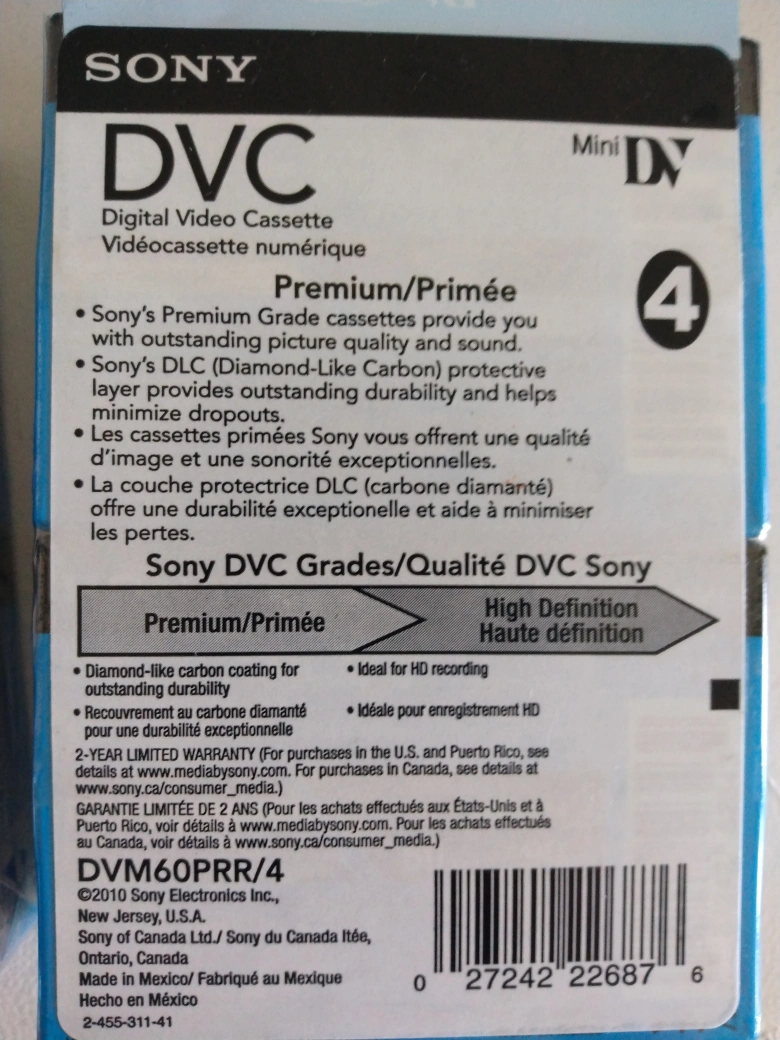 SONY
DVC
Mini DV
Digital Video Cassette
Vidéocassette numérique
4
Premium/Primée
• Sony's Premium Grade cassettes provide you
with outstanding picture quality and sound.
• Sony's DLC (Diamond-Like Carbon) protective
layer provides outstanding durability and helps
minimize dropouts.
• Les cassettes primées Sony vous offrent une qualité
d'image et une sonorité exceptionnelles.
• La couche protectrice DLC (carbone diamanté)
offre une durabilité exceptionelle et aide à minimiser
les pertes.
Sony DVC Grades/Qualité DVC Sony
Premium/Primée
High Definition
Haute définition
• Diamond-like carbon coating for
outstanding durability
• Recouvrement au carbone diamanté
pour une durabilité exceptionnelle
• Ideal for HD recording
• Idéale pour enregistrement HD
2-YEAR LIMITED WARRANTY (For purchases in the U.S. and Puerto Rico, see
details at www.mediabysony.com. For purchases in Canada, see details at
www.sony.ca/consumer_media.)
GARANTIE LIMITÉE DE 2 ANS (Pour les achats effectués aux États-Unis et à
Puerto Rico, voir détails à www.mediabysony.com. Pour les achats effectués
au Canada, voir détails à www.sony.ca/consumer_media.)
DVM60PRR/4
©2010 Sony Electronics Inc.,
New Jersey, U.S.A.
Sony of Canada Ltd./ Sony du Canada ltée,
Ontario, Canada
Made in Mexico/ Fabriqué au Mexique
Hecho en México
2-455-311-41
0 27242 22687 6